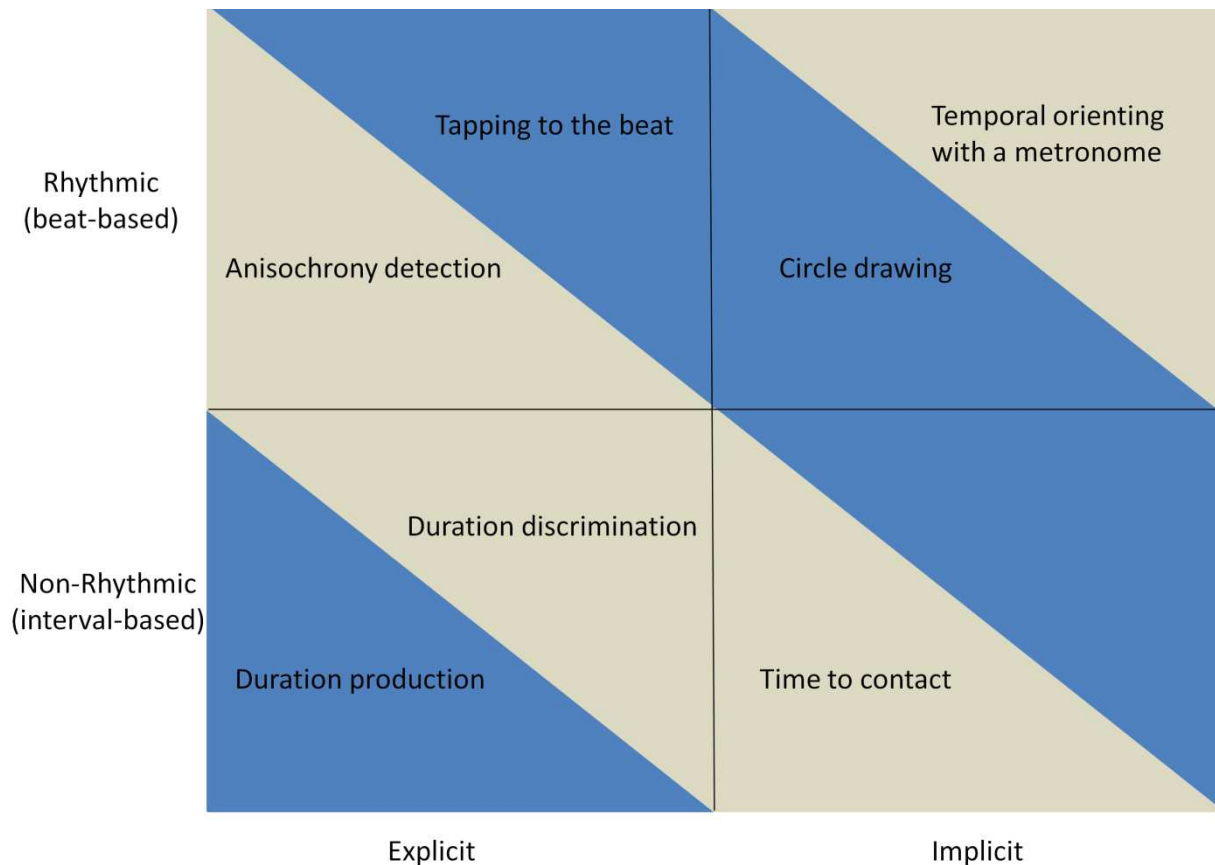 Tapping to the beat
Temporal orienting
with a metronome
Rhythmic
(beat-based)
Anisochrony detection
Circle drawing
Duration discrimination
Non-Rhythmic
(interval-based)
Duration production
Time to contact
Explicit
Implicit